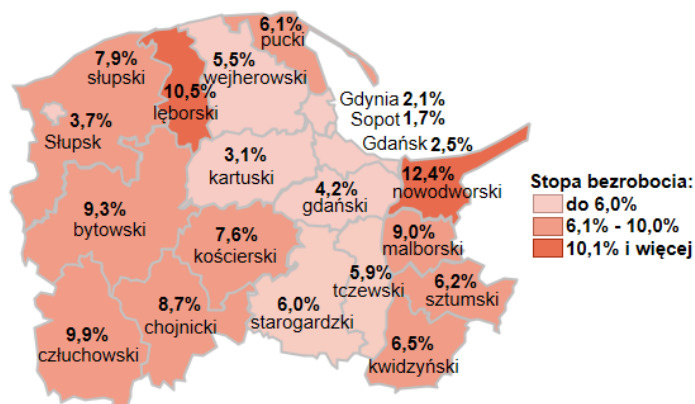 6,1%
pucki
7,9%
słupski
5,5%
wejherowski
10,5%
lęborski
Gdynia 2,1%
Sopot 1,7%
Gdańsk 2,5%
3,7%
Słupsk
3,1%
kartuski
4,2%
gdański
12,4%
nowodworski
Stopa bezrobocia:
do 6,0%
6,1% - 10,0%
10,1% i więcej
9,3%
bytowski
7,6%
kościerski
9,0%
malborski
5,9%
tczewski
6,2%
sztumski
8,7%
chojnicki
6,0%
starogardzki
9,9%
człuchowski
6,5%
kwidzyński